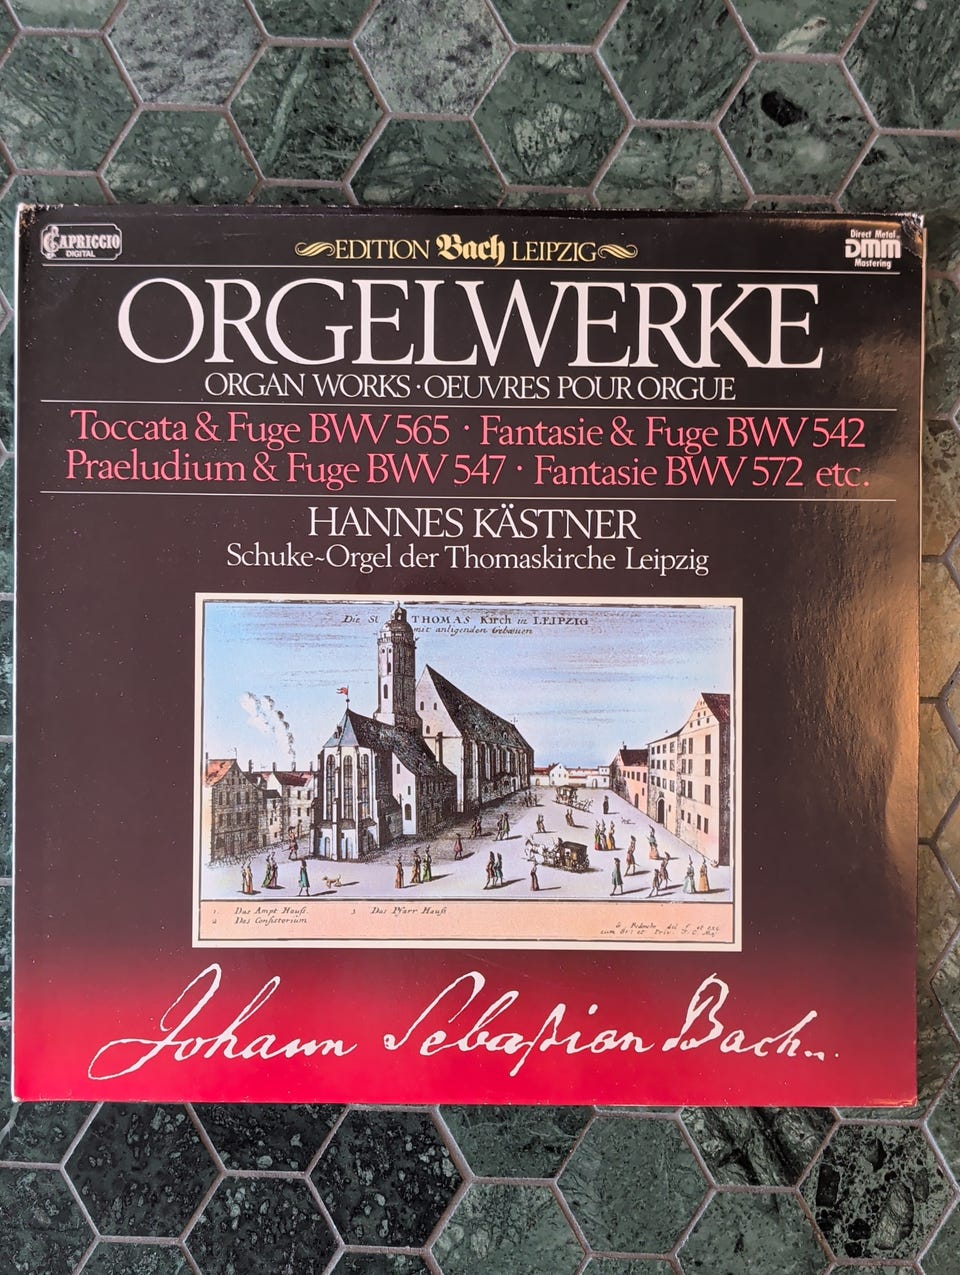 CAPRICCIO
DIGITAL
EDITION Bach LEIPZIG
Direct Metal
DMM
Mastering
ORGELWERKE
ORGAN WORKS · OEUVRES POUR ORGUE
Toccata & Fuge BWV 565 · Fantasie & Fuge BWV 542
Praeludium & Fuge BWV 547 · Fantasie BWV 572 etc.
HANNES KÄSTNER
Schuke~Orgel der Thomaskirche Leipzig
Die St THOMAS Kirch in LEIPZIG
mit anligenden Gebäuen
1. Das Ampt Hauß. 3 Das Pfarr Hauß
2 Das Consistorium
Johann Sebaſtian Bach..